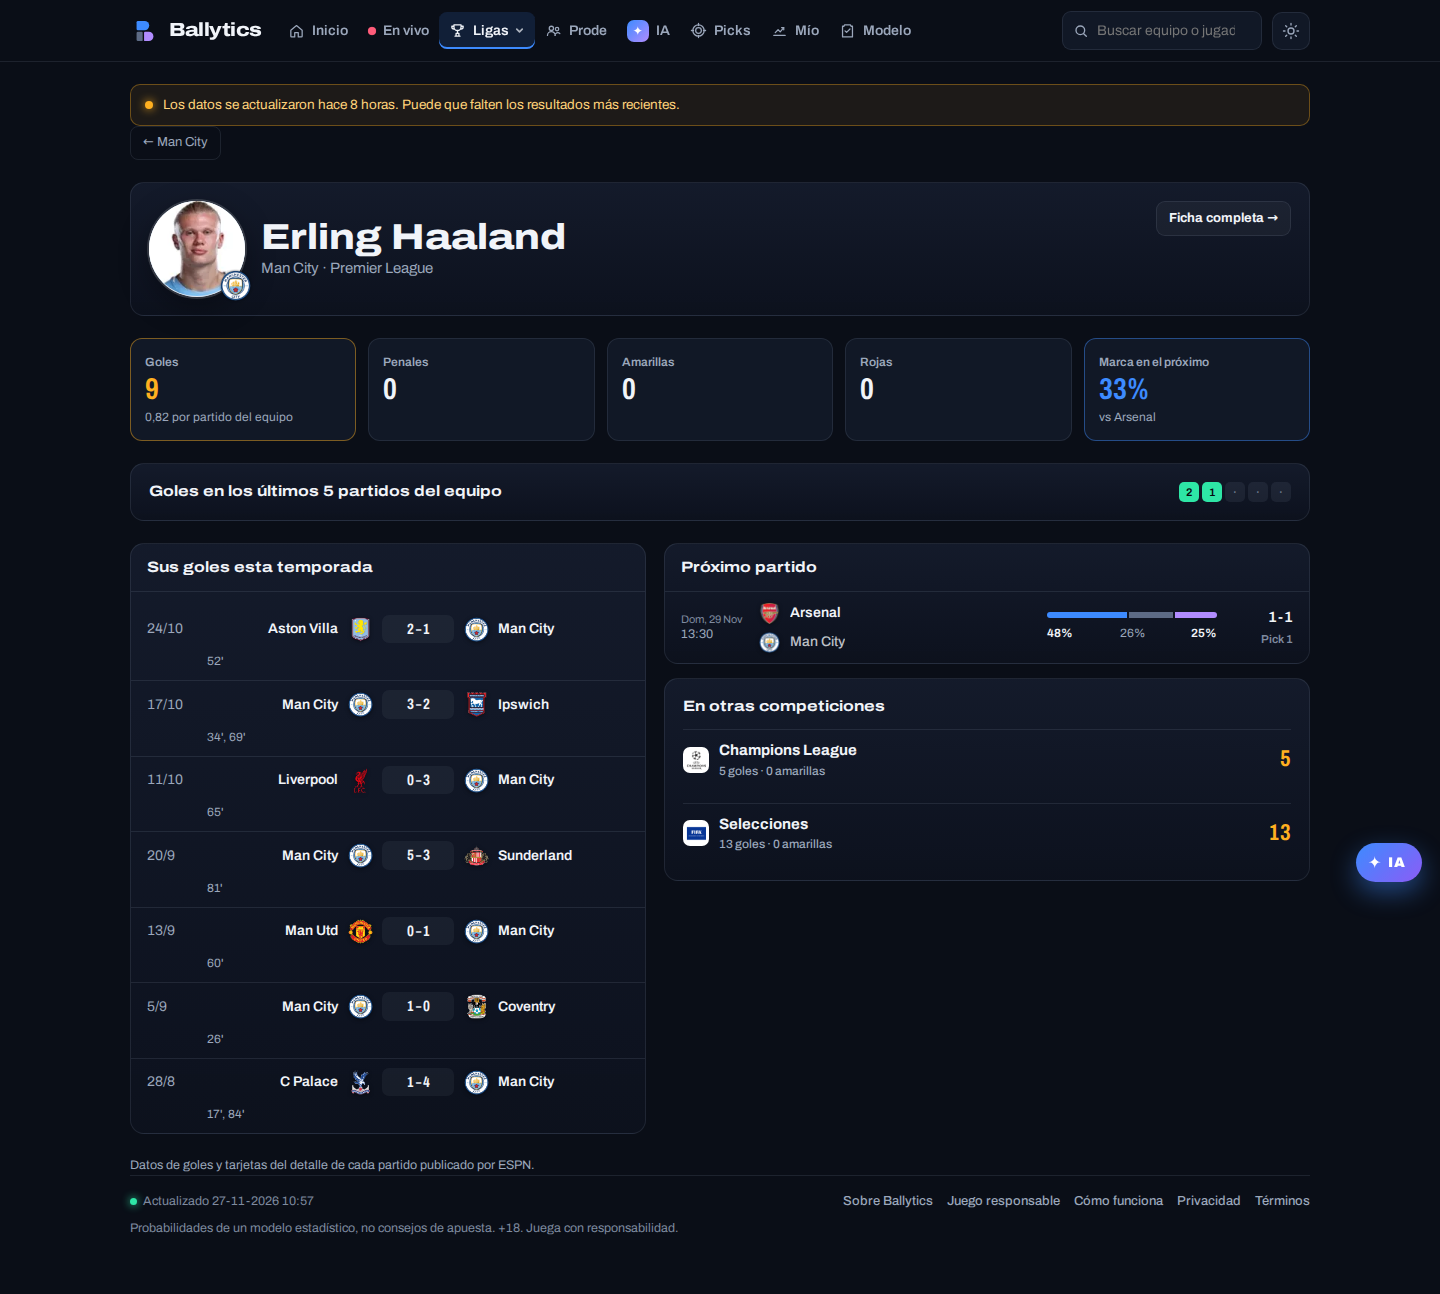 Ballytics
Inicio
En vivo
Ligas
Prode
IA
Picks
Mío
Modelo
Buscar equipo o jugad
Los datos se actualizaron hace 8 horas. Puede que falten los resultados más recientes.
← Man City
Erling Haaland
Man City · Premier League
Ficha completa →
Goles
9
0,82 por partido del equipo
Penales
0
Amarillas
0
Rojas
0
Marca en el próximo
33%
vs Arsenal
Goles en los últimos 5 partidos del equipo
2 1 · · ·
Sus goles esta temporada
24/10 Aston Villa 2-1 Man City
52'
17/10 Man City 3-2 Ipswich
34', 69'
11/10 Liverpool 0-3 Man City
65'
20/9 Man City 5-3 Sunderland
81'
13/9 Man Utd 0-1 Man City
60'
5/9 Man City 1-0 Coventry
26'
28/8 C Palace 1-4 Man City
17', 84'
Próximo partido
Dom, 29 Nov
13:30
Arsenal
Man City
48% 26% 25%
1-1
Pick 1
En otras competiciones
Champions League
5 goles · 0 amarillas
5
Selecciones
13 goles · 0 amarillas
13
IA
Datos de goles y tarjetas del detalle de cada partido publicado por ESPN.
Actualizado 27-11-2026 10:57
Sobre Ballytics
Juego responsable
Cómo funciona
Privacidad
Términos
Probabilidades de un modelo estadístico, no consejos de apuesta. +18. Juega con responsabilidad.